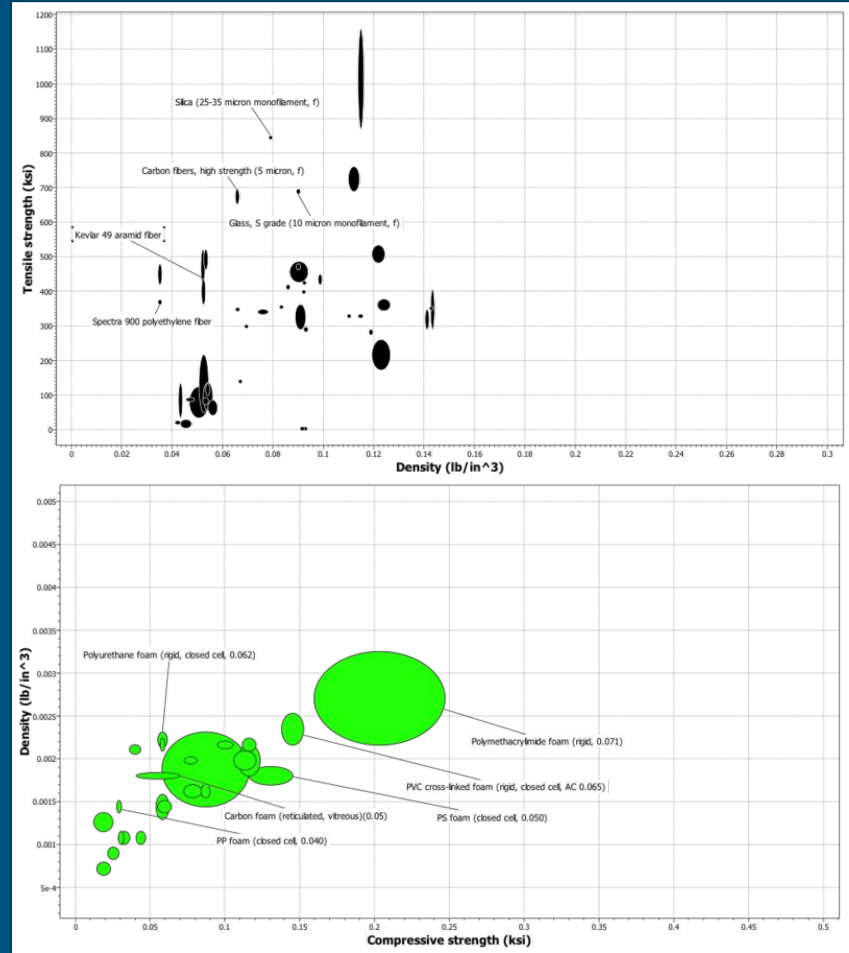 1200
1100
1000
900
800
700
600
500
400
300
200
100
0
Tensile strength (ksi)
Silica (25-35 micron monofilament, f)
Carbon fibers, high strength (5 micron, f)
Glass, S grade (10 micron monofilament, f)
Kevlar 49 aramid fiber
Spectra 900 polyethylene fiber
0 0.02 0.04 0.06 0.08 0.1 0.12 0.14 0.16 0.18 0.2 0.22 0.24 0.26 0.28 0.3
Density (lb/in^3)
0.005
0.0045
0.004
0.0035
0.003
0.0025
0.002
0.0015
0.001
5e-4
Density (lb/in^3)
Polyurethane foam (rigid, closed cell, 0.062)
Polymethacrylimide foam (rigid, 0.071)
PVC cross-linked foam (rigid, closed cell, AC 0.065)
Carbon foam (reticulated, vitreous)(0.05)
PS foam (closed cell, 0.050)
PP foam (closed cell, 0.040)
0 0.05 0.1 0.15 0.2 0.25 0.3 0.35 0.4 0.45 0.5
Compressive strength (ksi)